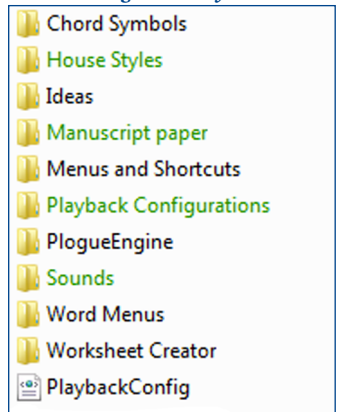 Chord Symbols
House Styles
Ideas
Manuscript paper
Menus and Shortcuts
Playback Configurations
PlogueEngine
Sounds
Word Menus
Worksheet Creator
PlaybackConfig